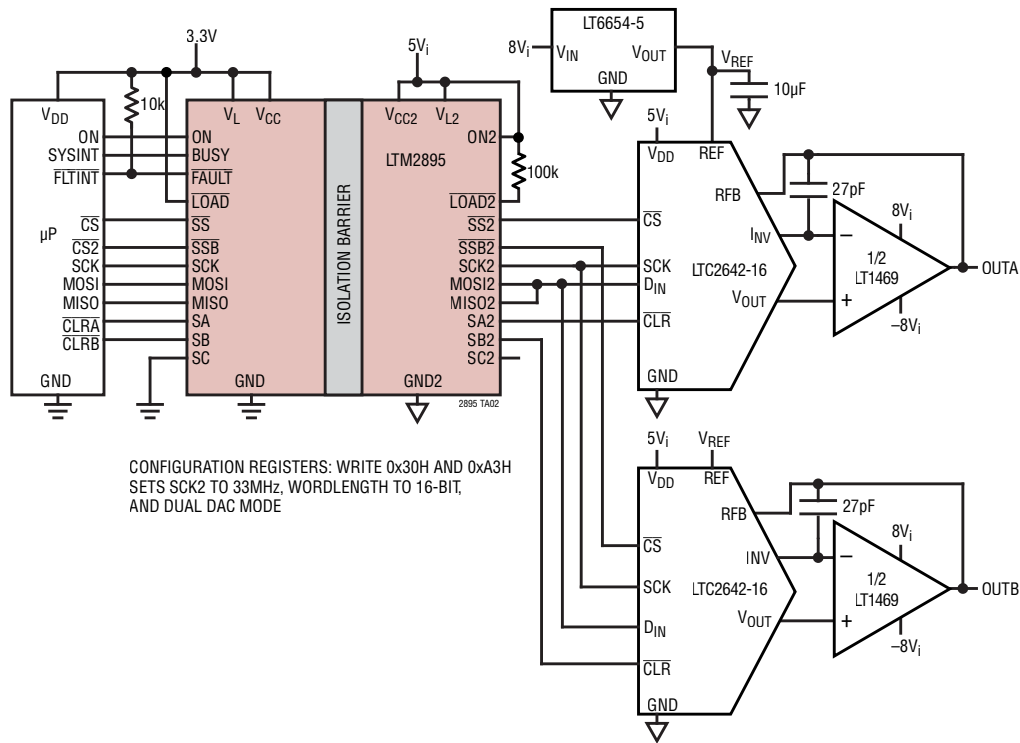 LT6654-5
8Vi
VIN
VOUT
GND
VREF
10µF
3.3V
5Vi
10k
VDD
ON
SYSINT
FLTINT
CS
µP
CS2
SCK
MOSI
MISO
CLRA
CLRB
GND
VL
VCC
ON
BUSY
FAULT
LOAD
SS
SSB
SCK
MOSI
MISO
SA
SB
SC
GND
ISOLATION BARRIER
VCC2
VL2
ON2
LTM2895
100k
LOAD2
SS2
SSB2
SCK2
MOSI2
MISO2
SA2
SB2
SC2
GND2
2895 TA02
5Vi
VDD
REF
RFB
27pF
CS
INV
8Vi
SCK
LTC2642-16
1/2
LT1469
OUTA
DIN
VOUT
–
+
CLR
–8Vi
GND
CONFIGURATION REGISTERS: WRITE 0x30H AND 0xA3H
SETS SCK2 TO 33MHz, WORDLENGTH TO 16-BIT,
AND DUAL DAC MODE
5Vi
VREF
VDD
REF
RFB
27pF
CS
INV
8Vi
SCK
LTC2642-16
1/2
LT1469
OUTB
DIN
VOUT
–
+
CLR
–8Vi
GND